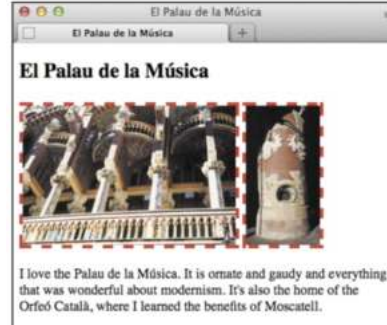 El Palau de la Música
El Palau de la Música
El Palau de la Música
I love the Palau de la Música. It is ornate and gaudy and everything
that was wonderful about modernism. It's also the home of the
Orfeó Català, where I learned the benefits of Moscatell.